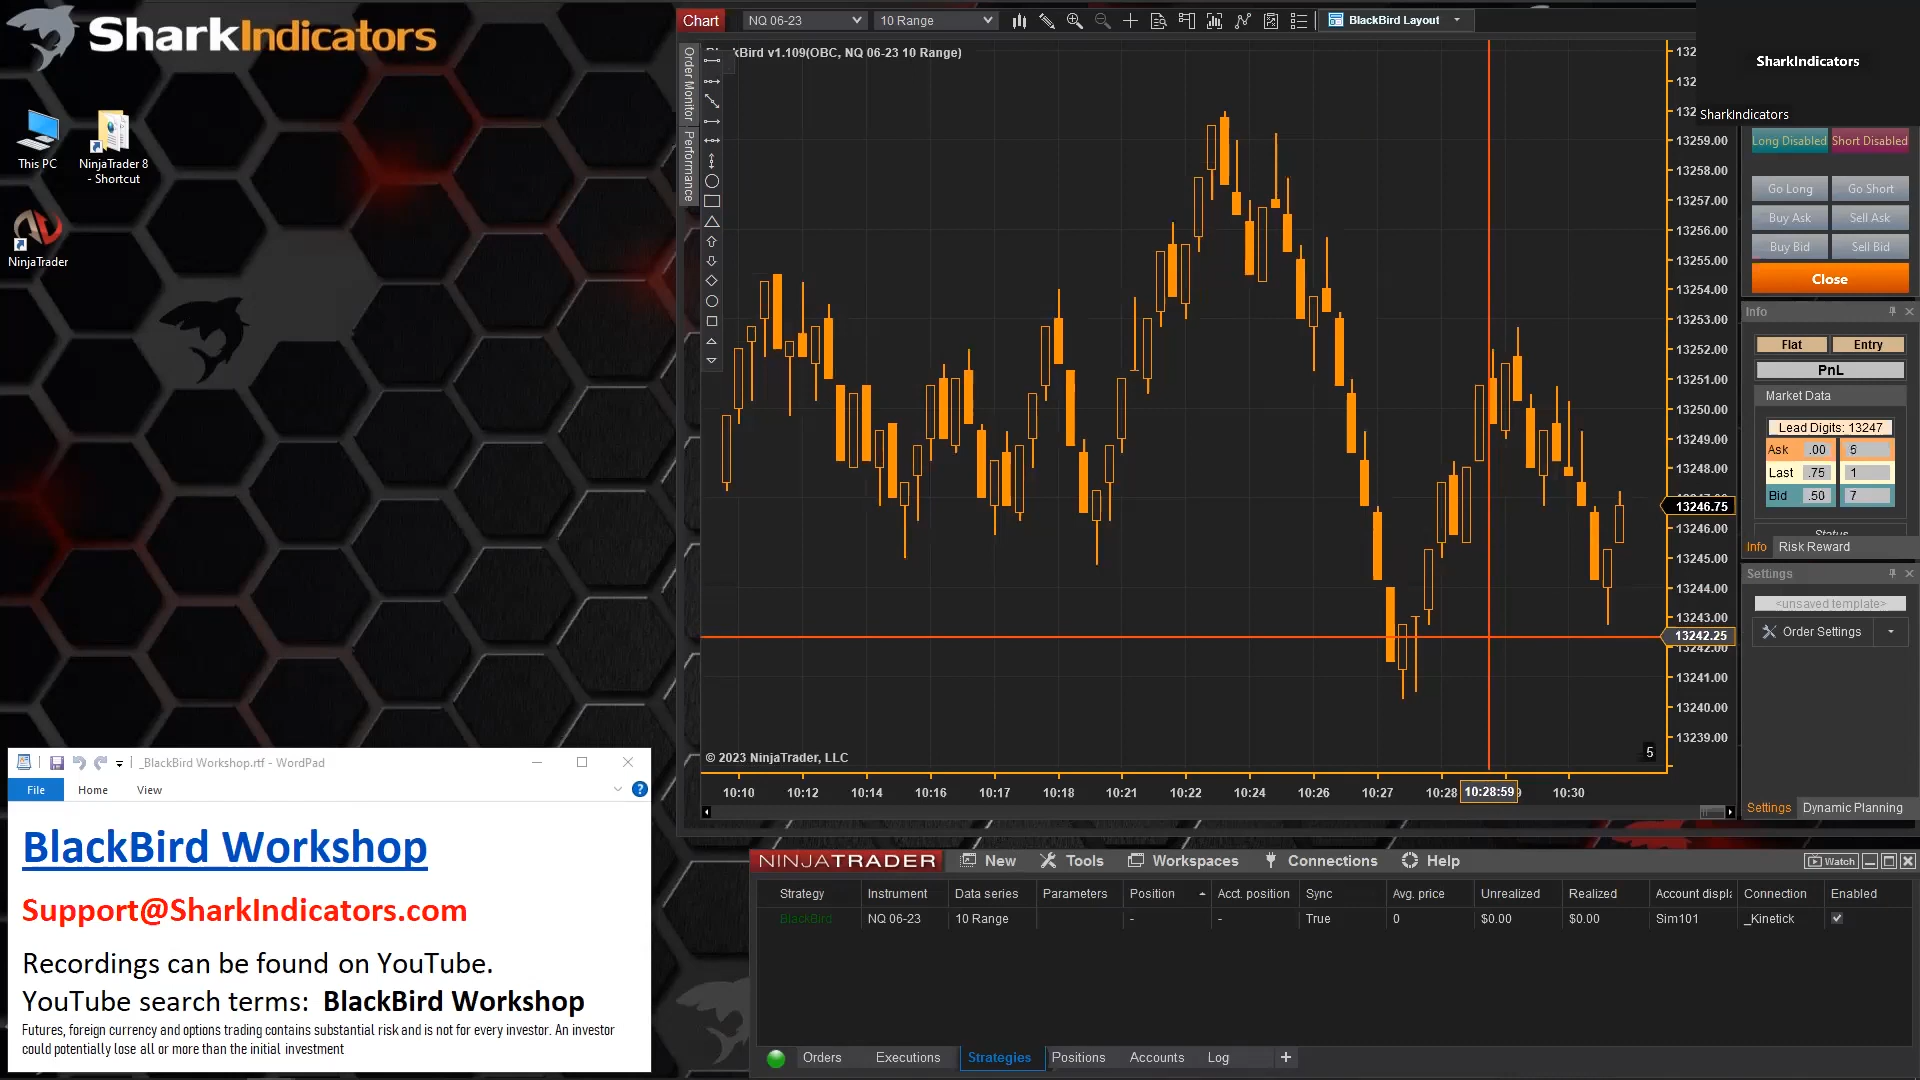 SharkIndicators
This PC
NinjaTrader 8
- Shortcut
NinjaTrader
Chart
NQ 06-23
10 Range
BlackBird Layout
Order Monitor
Performance
Bird v1.109(OBC, NQ 06-23 10 Range)
13259.00
13258.00
13257.00
13256.00
13255.00
13254.00
13253.00
13252.00
13251.00
13250.00
13249.00
13248.00
13246.75
13246.00
13245.00
13244.00
13243.00
13242.25
13242.00
13241.00
13240.00
13239.00
© 2023 NinjaTrader, LLC
5
10:10
10:12
10:14
10:16
10:17
10:18
10:21
10:22
10:24
10:26
10:27
10:28
10:28:59
10:30
SharkIndicators
SharkIndicators
Long Disabled
Short Disabled
Go Long
Go Short
Buy Ask
Sell Ask
Buy Bid
Sell Bid
Close
Info
Flat
Entry
PnL
Market Data
Lead Digits: 13247
Ask .00 5
Last .75 1
Bid .50 7
Status
Info
Risk Reward
Settings
<unsaved template>
Order Settings
Settings
Dynamic Planning
_BlackBird Workshop.rtf - WordPad
File
Home
View
BlackBird Workshop
Support@SharkIndicators.com
Recordings can be found on YouTube.
YouTube search terms: BlackBird Workshop
Futures, foreign currency and options trading contains substantial risk and is not for every investor. An investor
could potentially lose all or more than the initial investment
NINJATRADER
New
Tools
Workspaces
Connections
Help
Watch
Strategy Instrument Data series Parameters Position Acct. position Sync Avg. price Unrealized Realized Account displ Connection Enabled
BlackBird NQ 06-23 10 Range - - True 0 $0.00 $0.00 Sim101 _Kinetick
Orders
Executions
Strategies
Positions
Accounts
Log
+